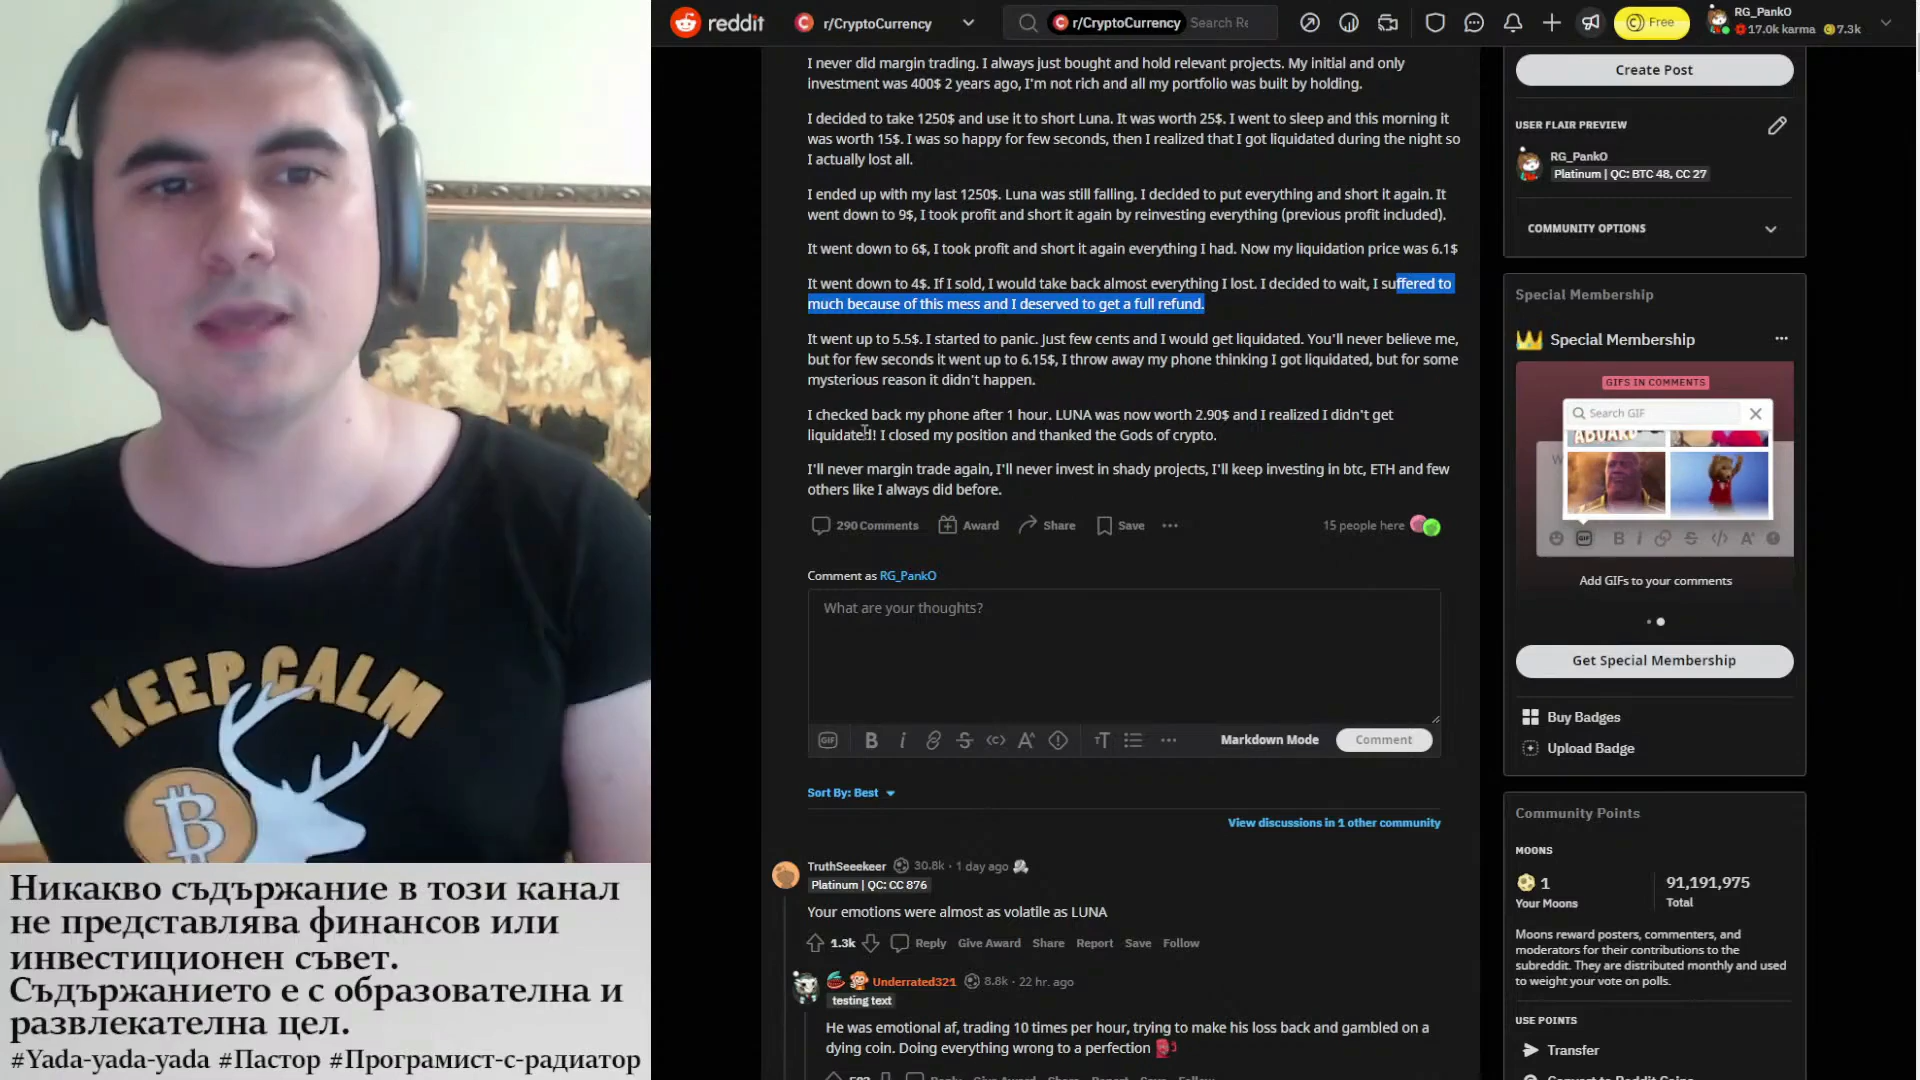 KEEP CALM
Никакво съдържание в този канал
не представлява финансов или
инвестиционен съвет.
Съдържанието е с образователна и
развлекателна цел.
#Yada-yada-yada #Пастор #Програмист-с-радиатор
reddit
r/CryptoCurrency
r/CryptoCurrency
Search Re
Free
RG_PankO
17.0k karma
7.3k
I never did margin trading. I always just bought and hold relevant projects. My initial and only
investment was 400$ 2 years ago, I'm not rich and all my portfolio was built by holding.
I decided to take 1250$ and use it to short Luna. It was worth 25$. I went to sleep and this morning it
was worth 15$. I was so happy for few seconds, then I realized that I got liquidated during the night so
I actually lost all.
I ended up with my last 1250$. Luna was still falling. I decided to put everything and short it again. It
went down to 9$, I took profit and short it again by reinvesting everything (previous profit included).
It went down to 6$, I took profit and short it again everything I had. Now my liquidation price was 6.1$
It went down to 4$. If I sold, I would take back almost everything I lost. I decided to wait, I suffered to
much because of this mess and I deserved to get a full refund.
It went up to 5.5$. I started to panic. Just few cents and I would get liquidated. You'll never believe me,
but for few seconds it went up to 6.15$, I throw away my phone thinking I got liquidated, but for some
mysterious reason it didn't happen.
I checked back my phone after 1 hour. LUNA was now worth 2.90$ and I realized I didn't get
liquidated!! I closed my position and thanked the Gods of crypto.
I'll never margin trade again, I'll never invest in shady projects, I'll keep investing in btc, ETH and few
others like I always did before.
290 Comments
Award
Share
Save
15 people here
Comment as RG_PankO
What are your thoughts?
GIF
Markdown Mode
Comment
Sort By: Best
View discussions in 1 other community
TruthSeeekeer
30.8k · 1 day ago
Platinum | QC: CC 876
Your emotions were almost as volatile as LUNA
1.3k
Reply
Give Award
Share
Report
Save
Follow
Underrated321
8.8k · 22 hr. ago
testing text
He was emotional af, trading 10 times per hour, trying to make his loss back and gambled on a
dying coin. Doing everything wrong to a perfection
Create Post
USER FLAIR PREVIEW
RG_PankO
Platinum | QC: BTC 48, CC 27
COMMUNITY OPTIONS
Special Membership
Special Membership
GIFS IN COMMENTS
Search GIF
Add GIFs to your comments
Get Special Membership
Buy Badges
Upload Badge
Community Points
MOONS
1
Your Moons
91,191,975
Total
Moons reward posters, commenters, and
moderators for their contributions to the
subreddit. They are distributed monthly and used
to weight your vote on polls.
USE POINTS
Transfer